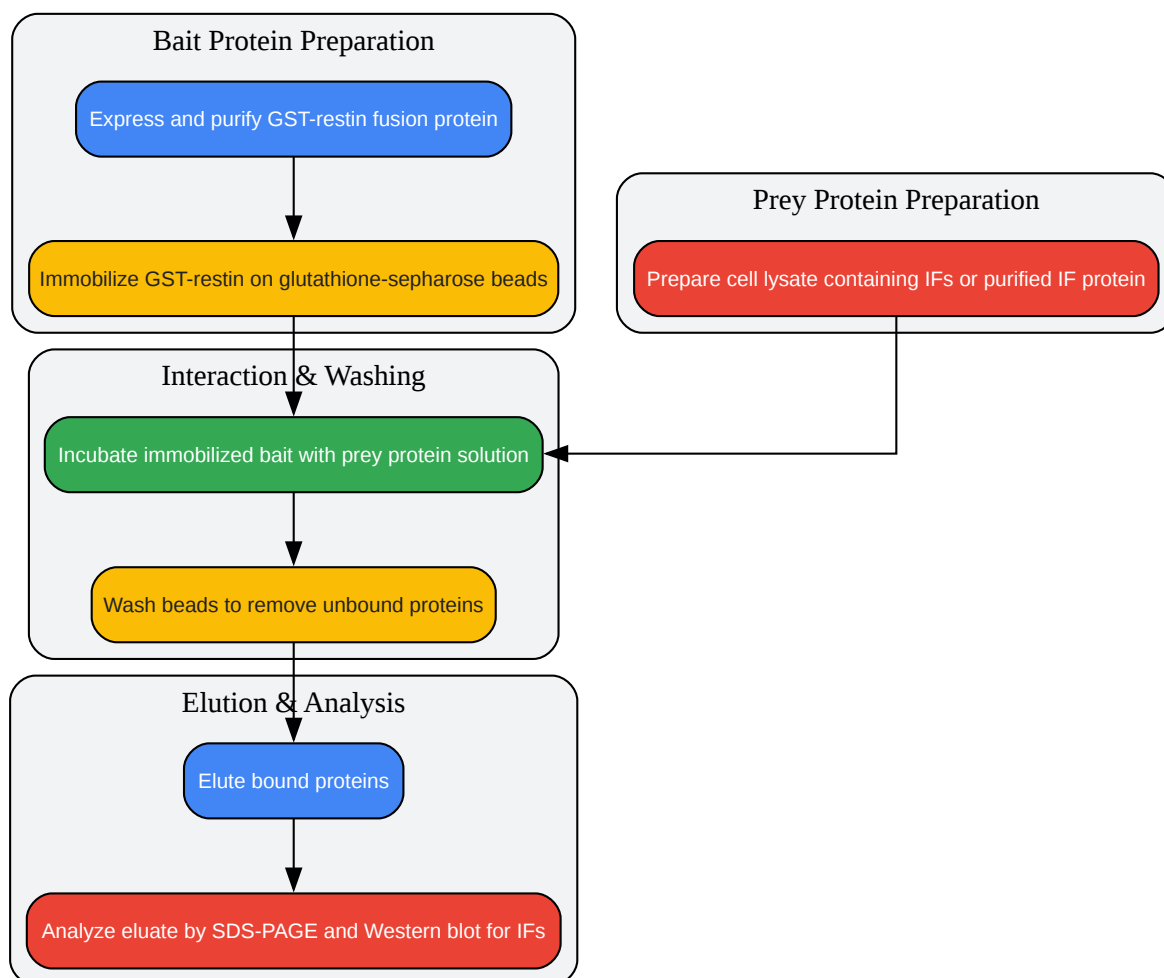 Bait Protein Preparation
Express and purify GST-restin fusion protein
Immobilize GST-restin on glutathione-sepharose beads
Prey Protein Preparation
Prepare cell lysate containing IFs or purified IF protein
Interaction & Washing
Incubate immobilized bait with prey protein solution
Wash beads to remove unbound proteins
Elution & Analysis
Elute bound proteins
Analyze eluate by SDS-PAGE and Western blot for IFs